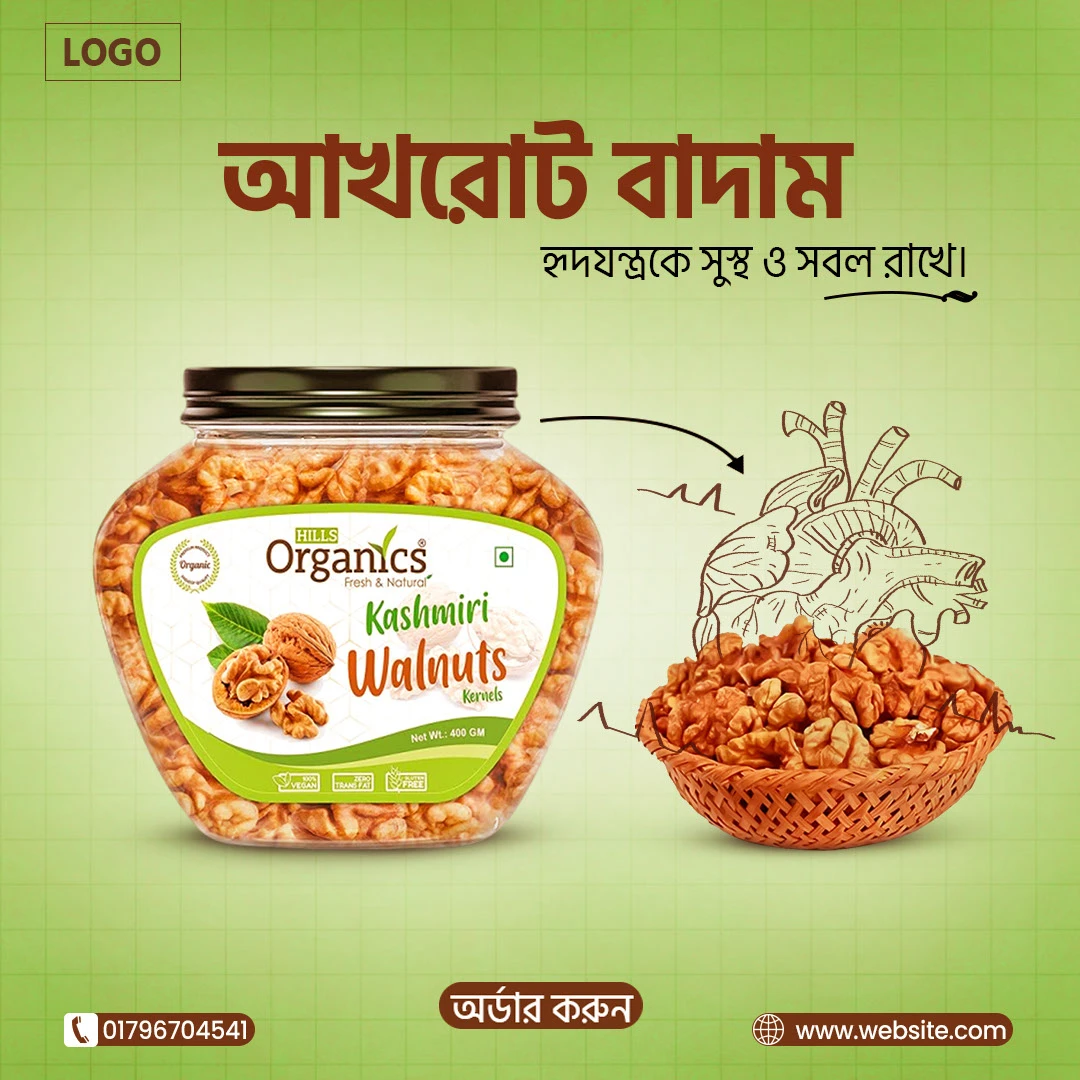 LOGO
আখরোট বাদাম
হৃদযন্ত্রকে সুস্থ ও সবল রাখে।
HILLS
Organics®
Fresh & Natural
Organic
Kashmiri
Walnuts
Kernels
Net Wt.: 400 GM
100% VEGAN
ZERO TRANS FAT
GLUTEN FREE
অর্ডার করুন
01796704541
www.website.com